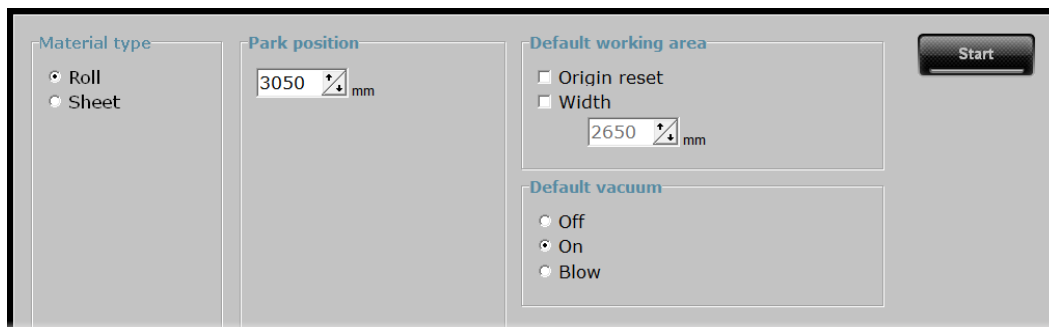 Material type
Roll
Sheet
Park position
3050 mm
Default working area
Origin reset
Width
2650 mm
Default vacuum
Off
On
Blow
Start